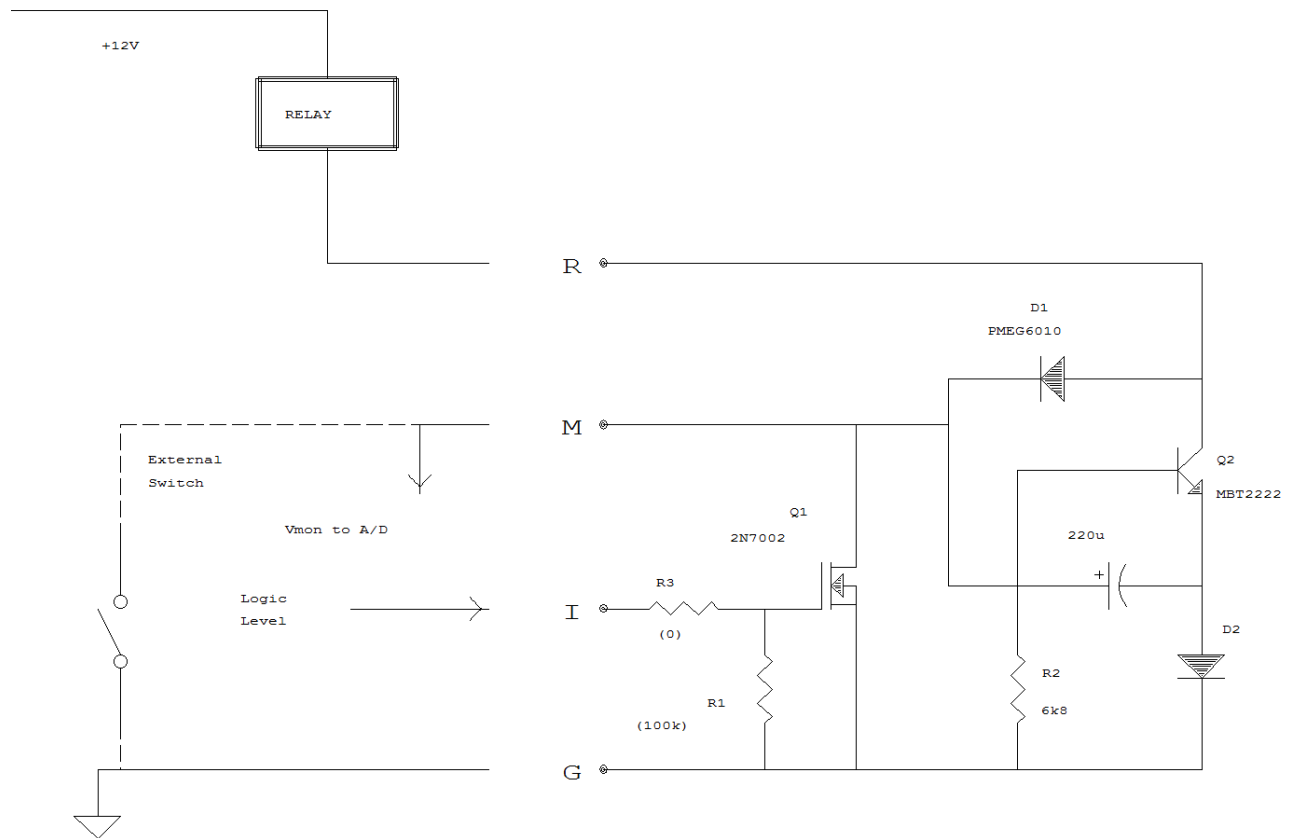 +12V
RELAY
R
D1
PMEG6010
M
External
Switch
Q2
MBT2222
Vmon to A/D
Q1
2N7002
220u
+
R3
Logic
Level
I
(0)
D2
R2
R1
6k8
(100k)
G